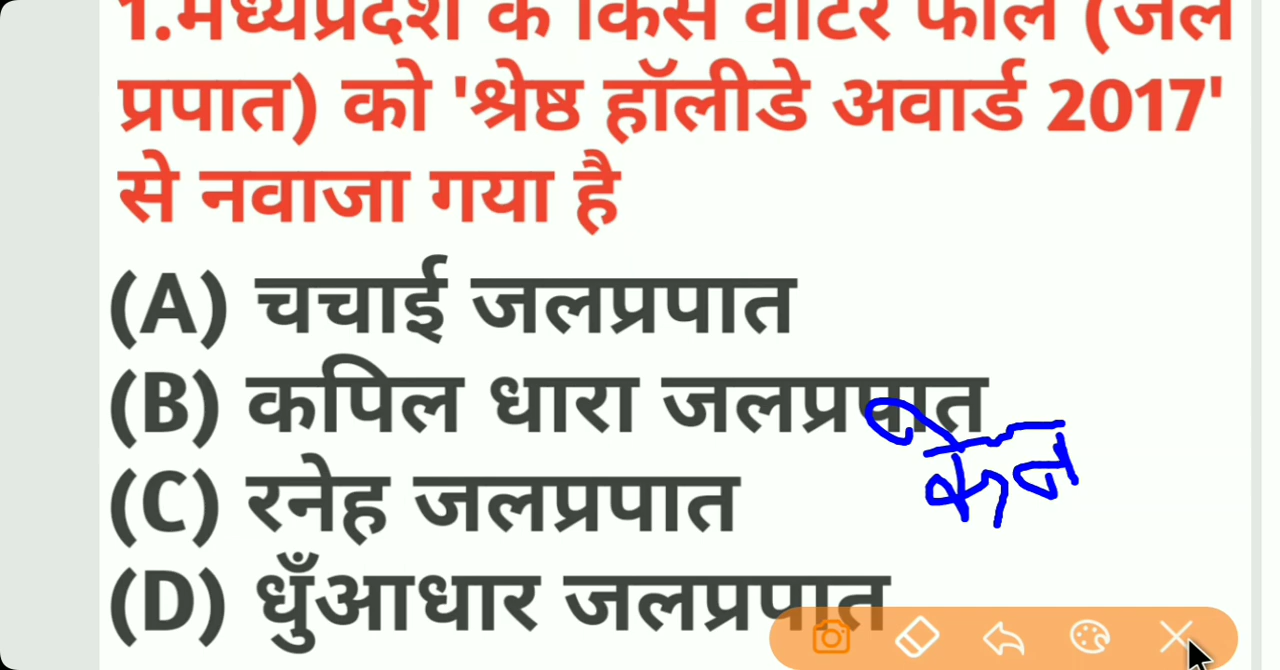 1.मध्यप्रदेश के किस वाटर फॉल (जल
प्रपात) को 'श्रेष्ठ हॉलीडे अवार्ड 2017'
से नवाजा गया है
(A) चचाई जलप्रपात
(B) कपिल धारा जलप्रपात
केन
(C) रनेह जलप्रपात
(D) धुँआधार जलप्रपात